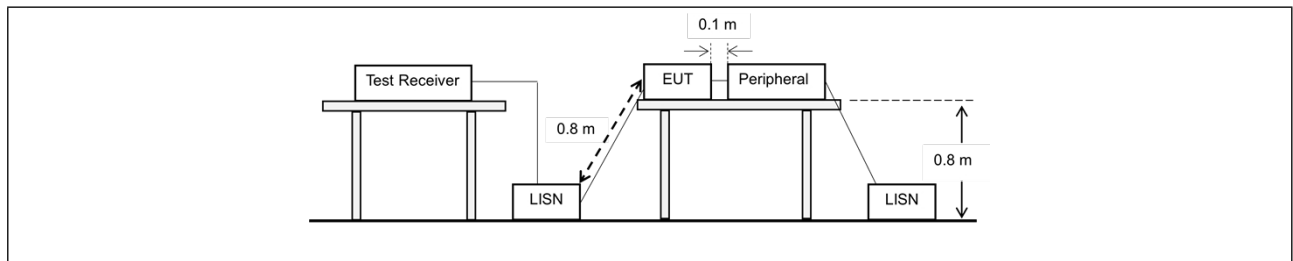 0.1 m
Test Receiver
EUT
Peripheral
0.8 m
0.8 m
LISN
LISN